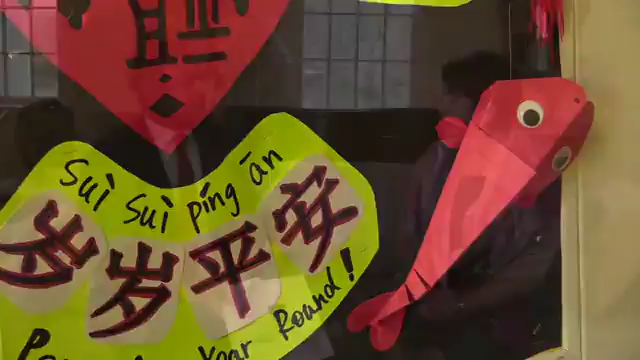 Suì Suì píng ān
岁岁平安
Year Round!